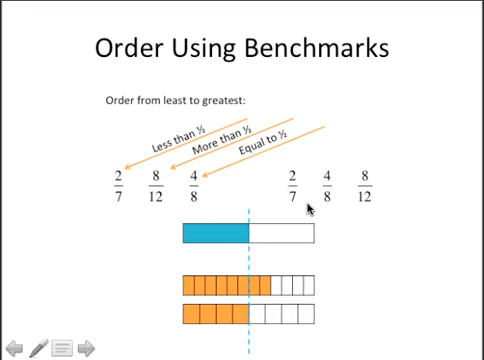 Order Using Benchmarks
Order from least to greatest:
Less than ½
More than ½
Equal to ½
2/7 8/12 4/8 2/7 4/8 8/12